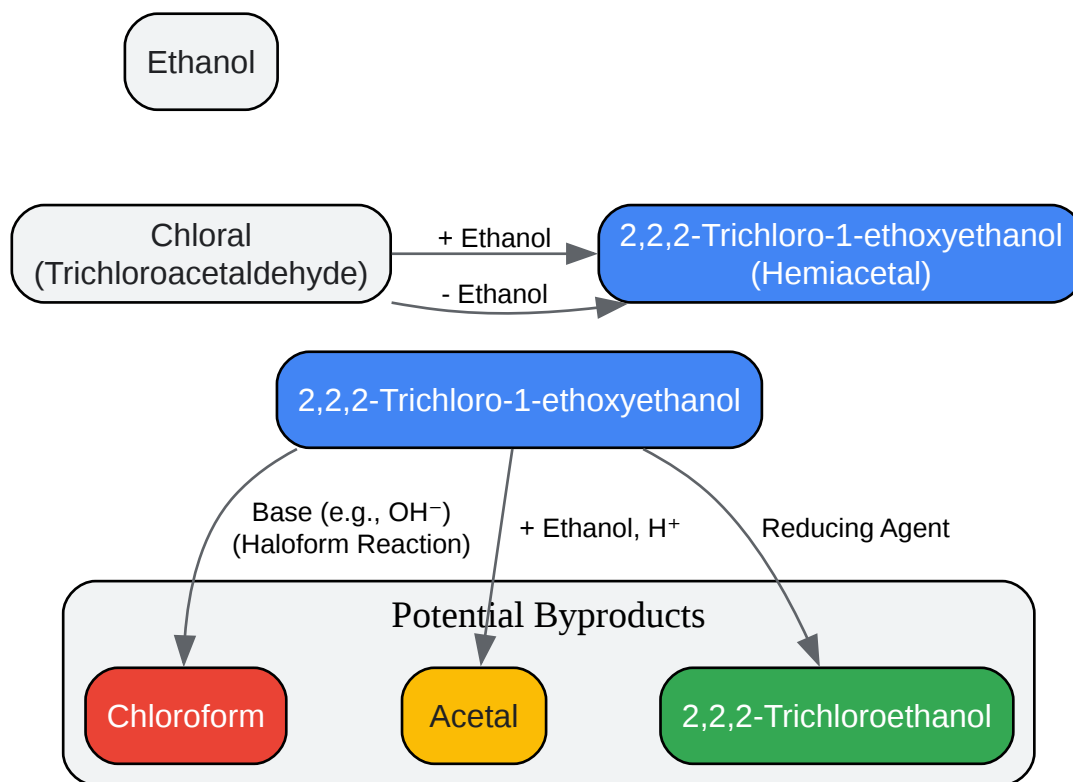 Ethanol
Chloral
(Trichloroacetaldehyde)
+ Ethanol
- Ethanol
2,2,2-Trichloro-1-ethoxyethanol
(Hemiacetal)
2,2,2-Trichloro-1-ethoxyethanol
Base (e.g., OH⁻)
(Haloform Reaction)
+ Ethanol, H⁺
Reducing Agent
Potential Byproducts
Chloroform
Acetal
2,2,2-Trichloroethanol